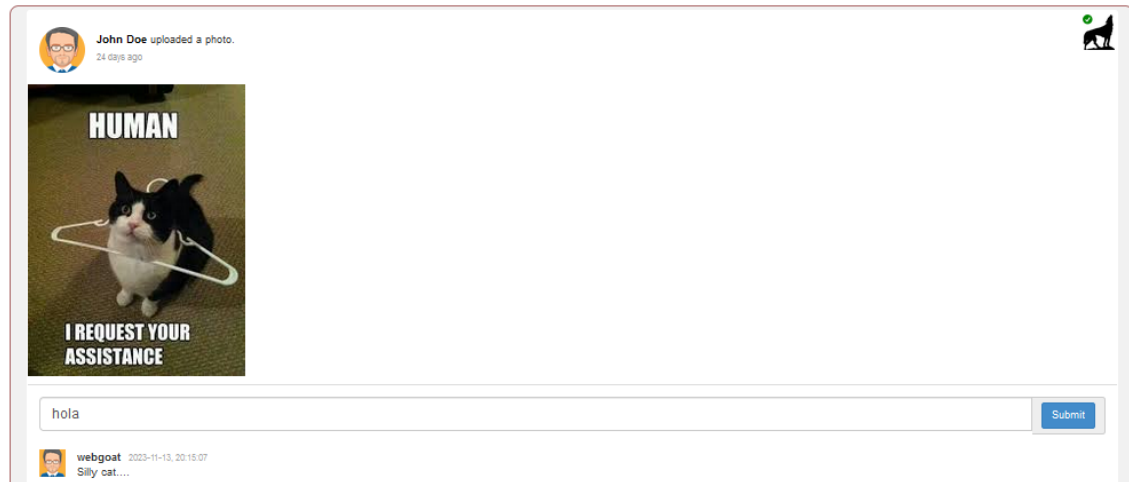 John Doe uploaded a photo.
24 days ago
HUMAN
I REQUEST YOUR
ASSISTANCE
hola
Submit
webgoat 2023-11-13, 20:15:07
Silly cat....